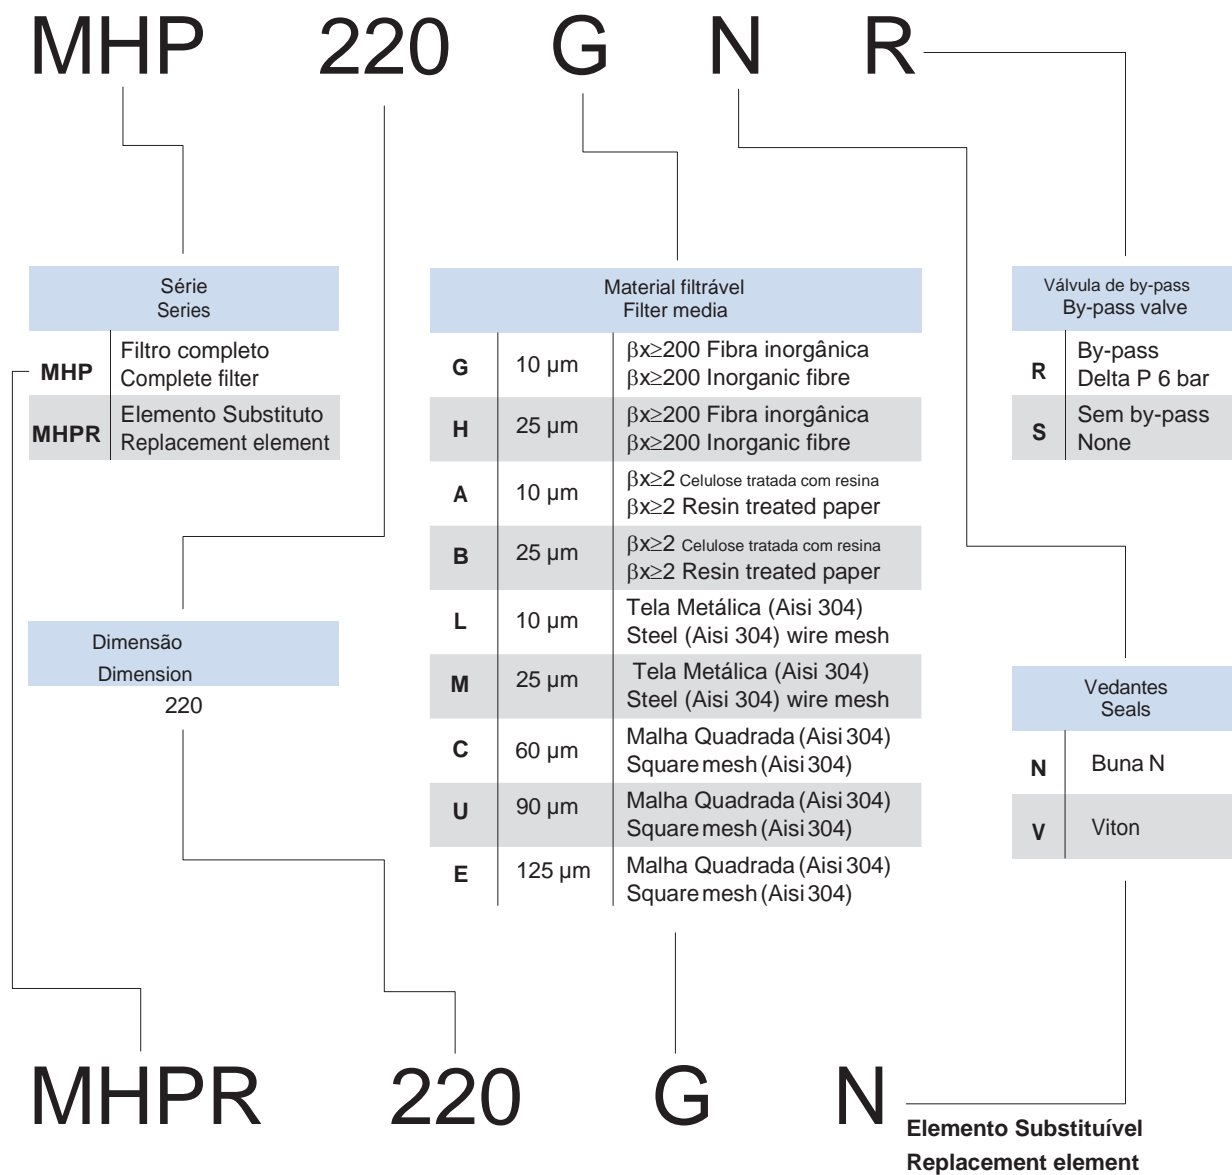 MHP 220 G N R
Série
Series
MHP
Filtro completo
Complete filter
MHPR
Elemento Substituto
Replacement element
Dimensão
Dimension
220
Material filtrável
Filter media
G 10 µm βx≥200 Fibra inorgânica
βx≥200 Inorganic fibre
H 25 µm βx≥200 Fibra inorgânica
βx≥200 Inorganic fibre
A 10 µm βx≥2 Celulose tratada com resina
βx≥2 Resin treated paper
B 25 µm βx≥2 Celulose tratada com resina
βx≥2 Resin treated paper
L 10 µm Tela Metálica (Aisi 304)
Steel (Aisi 304) wire mesh
M 25 µm Tela Metálica (Aisi 304)
Steel (Aisi 304) wire mesh
C 60 µm Malha Quadrada (Aisi 304)
Square mesh (Aisi 304)
U 90 µm Malha Quadrada (Aisi 304)
Square mesh (Aisi 304)
E 125 µm Malha Quadrada (Aisi 304)
Square mesh (Aisi 304)
Válvula de by-pass
By-pass valve
R By-pass
Delta P 6 bar
S Sem by-pass
None
Vedantes
Seals
N Buna N
V Viton
MHPR 220 G N
Elemento Substituível
Replacement element